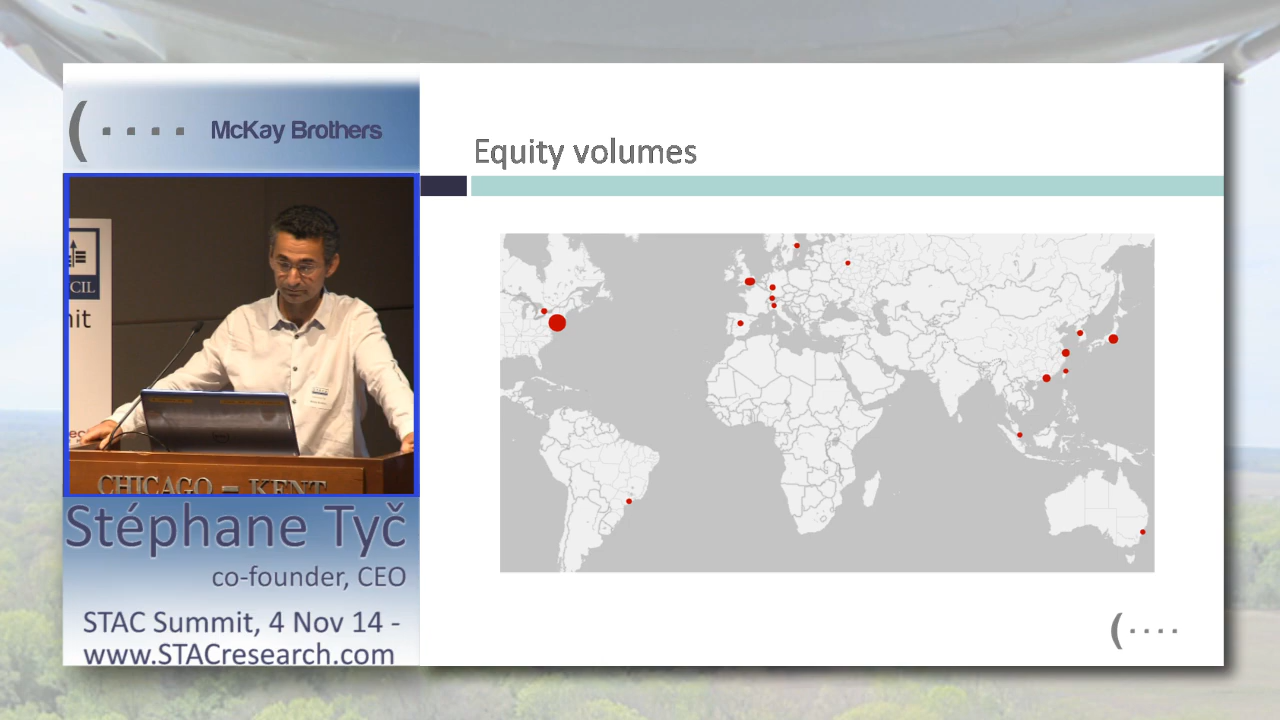 McKay Brothers
Equity volumes
CIL
CHICAGO – KENT
Stéphane Tyč
co-founder, CEO
STAC Summit, 4 Nov 14 -
www.STACresearch.com